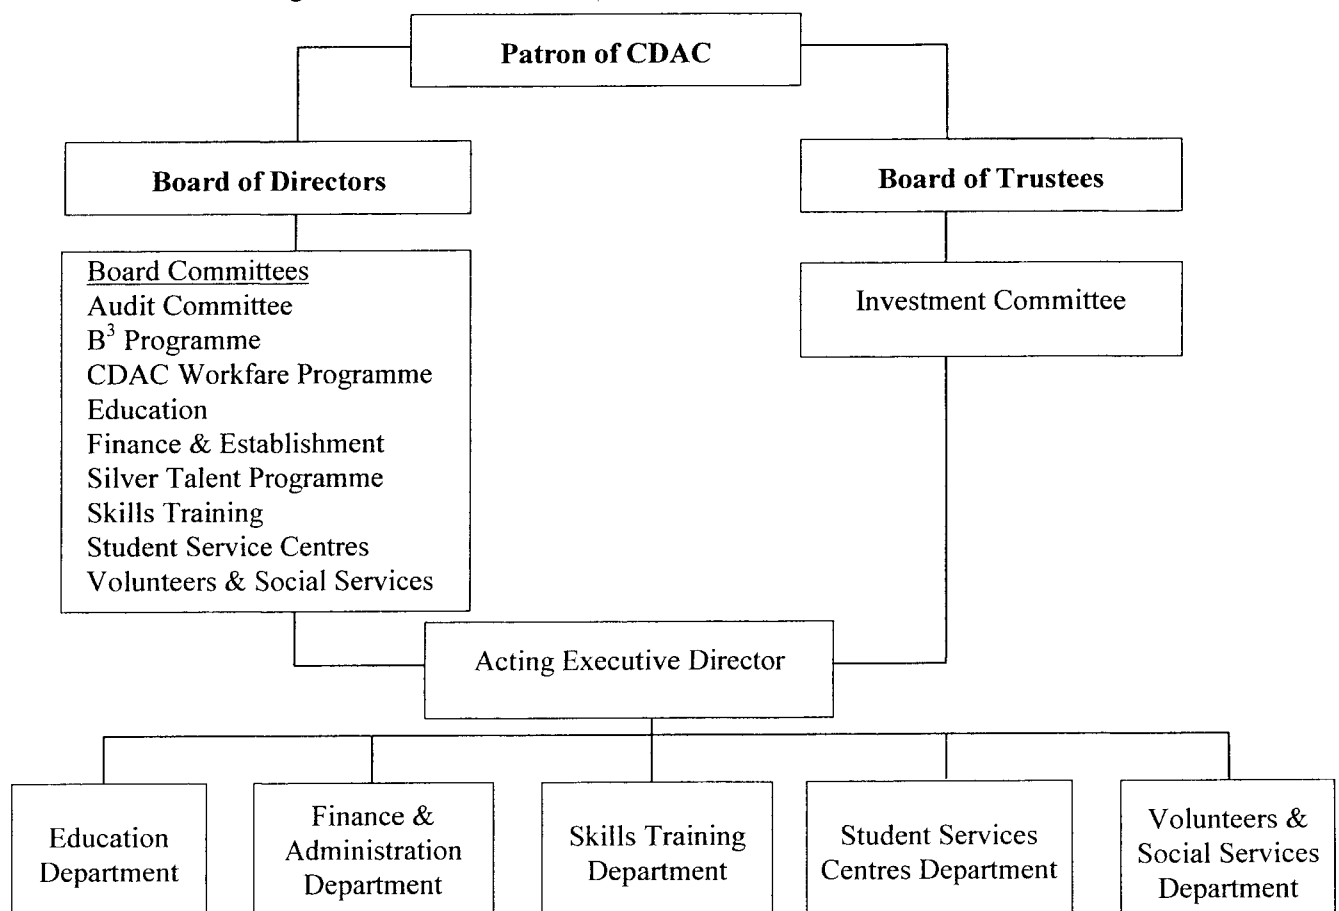 Patron of CDAC
Board of Directors
Board of Trustees
Board Committees
Audit Committee
B³ Programme
CDAC Workfare Programme
Education
Finance & Establishment
Silver Talent Programme
Skills Training
Student Service Centres
Volunteers & Social Services
Investment Committee
Acting Executive Director
Education
Department
Finance &
Administration
Department
Skills Training
Department
Student Services
Centres Department
Volunteers &
Social Services
Department